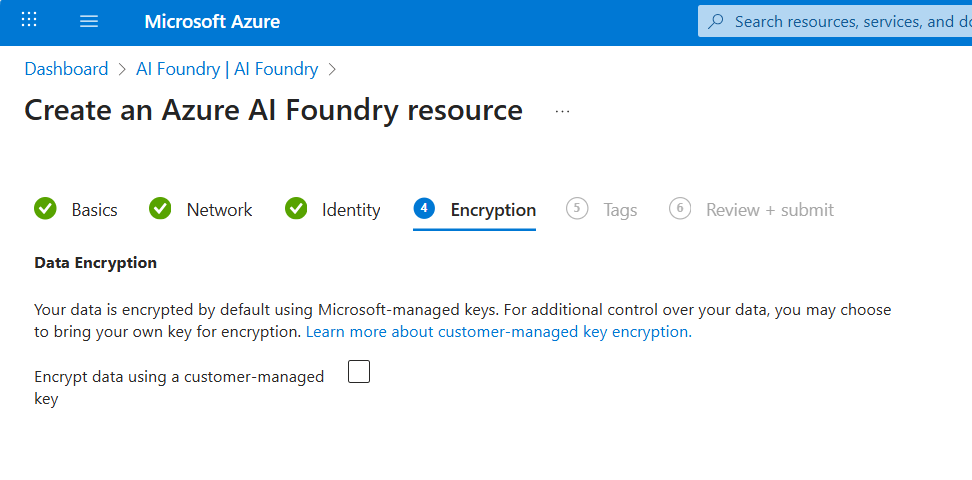 Microsoft Azure
Search resources, services, and
Dashboard > AI Foundry | AI Foundry >
Create an Azure AI Foundry resource ...
Basics Network Identity 4 Encryption 5 Tags 6 Review + submit
Data Encryption
Your data is encrypted by default using Microsoft-managed keys. For additional control over your data, you may choose
to bring your own key for encryption. Learn more about customer-managed key encryption.
Encrypt data using a customer-managed
key